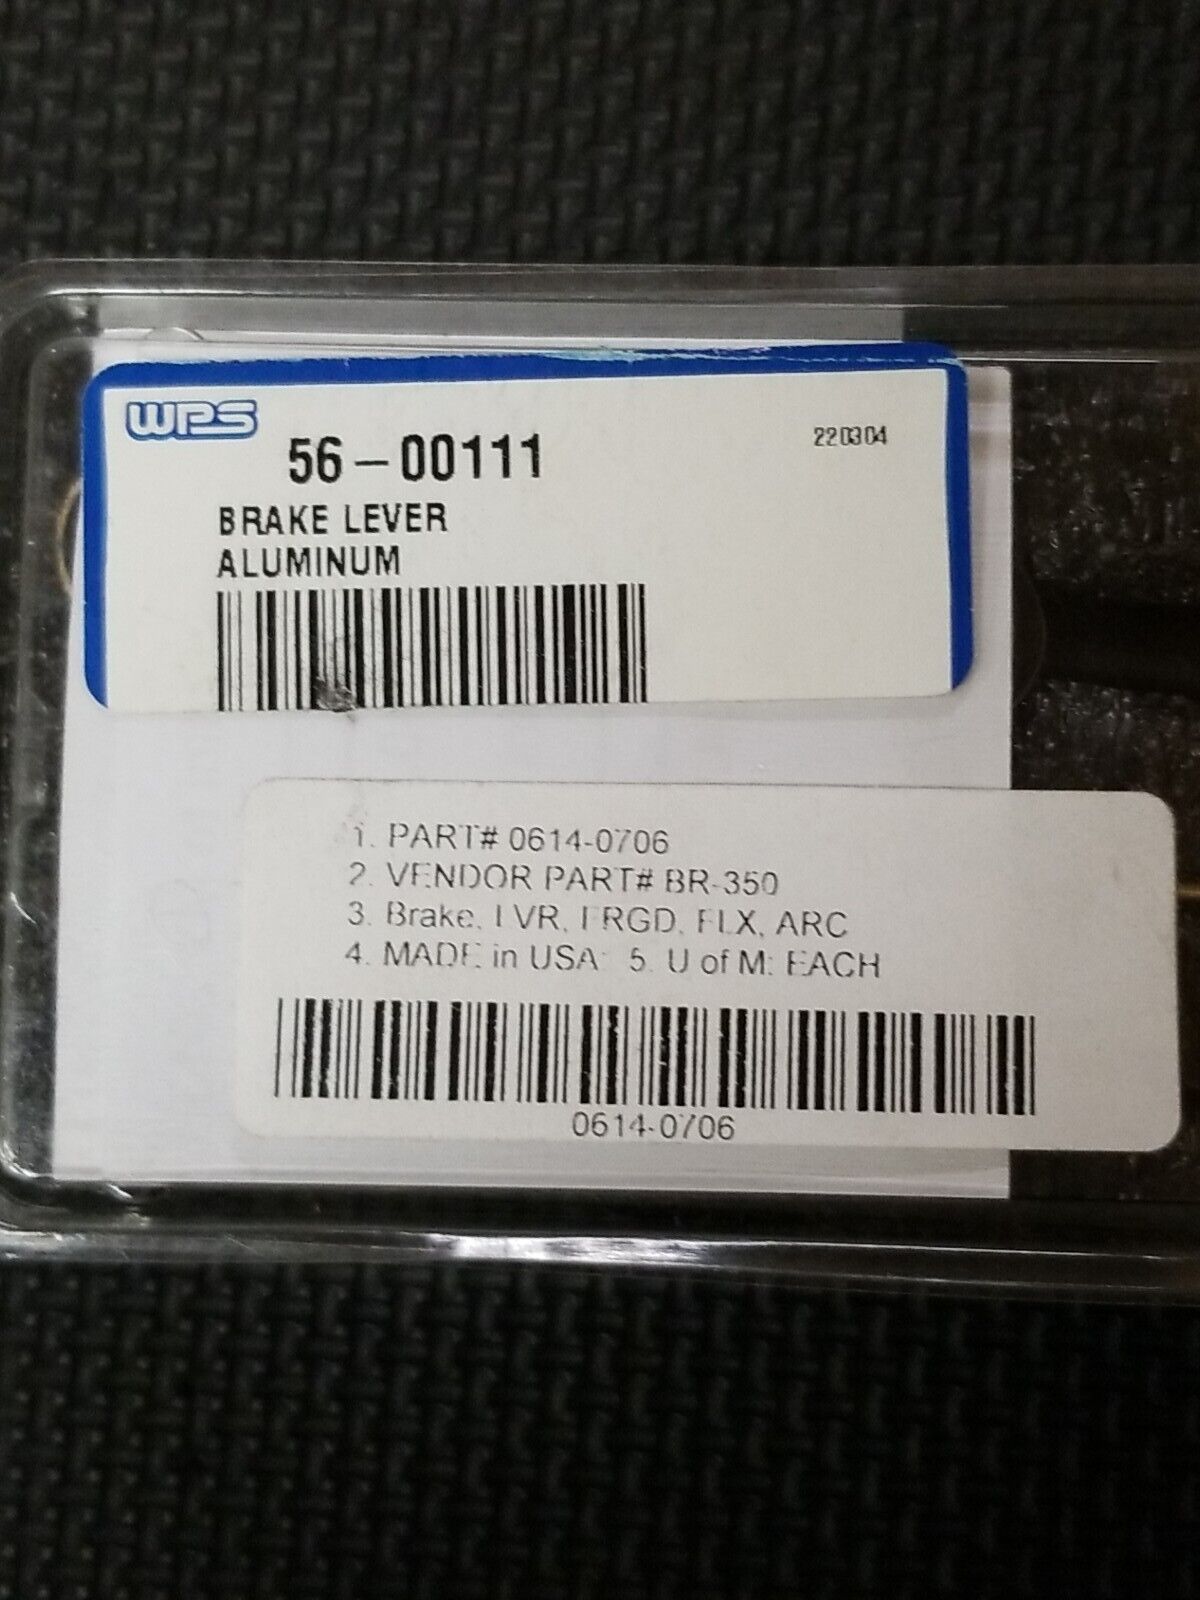 WPS
56-00111
220304
BRAKE LEVER
ALUMINUM
1. PART# 0614-0706
2. VENDOR PART# BR-350
3. Brake, LVR, FRGD, FLX, ARC
4. MADE in USA 5. U of M: EACH
0614-0706